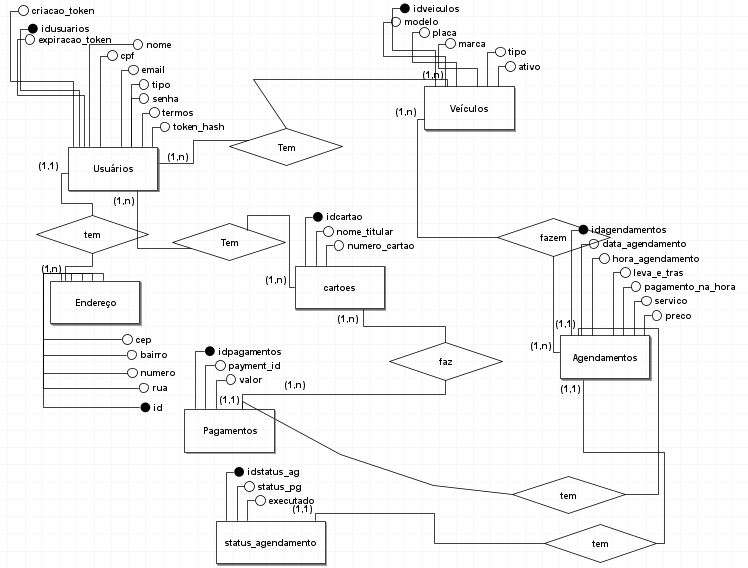 criacao_token
idusuarios
expiracao_token
nome
cpf
email
tipo
senha
termos
token_hash
(1,1)
Usuários
(1,n)
(1,n)
Tem
idveiculos
modelo
placa
marca
tipo
ativo
(1,n)
Veículos
(1,n)
tem
Tem
(1,n)
Endereço
cep
bairro
numero
rua
id
idcartao
nome_titular
numero_cartao
(1,n)
cartoes
(1,n)
fazem
idagendamentos
data_agendamento
hora_agendamento
leva_e_tras
pagamento_na_hora
servico
preco
(1,1)
(1,n)
Agendamentos
(1,1)
faz
idpagamentos
payment_id
valor
(1,n)
(1,1)
Pagamentos
tem
idstatus_ag
status_pg
executado
(1,1)
status_agendamento
tem